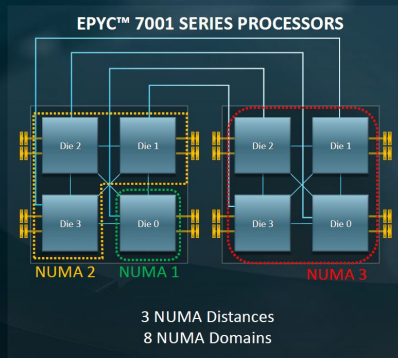 EPYC™ 7001 SERIES PROCESSORS
Die 2 Die 1 Die 2 Die 1
Die 3 Die 0 Die 3 Die 0
NUMA 2 NUMA 1 NUMA 3
3 NUMA Distances
8 NUMA Domains